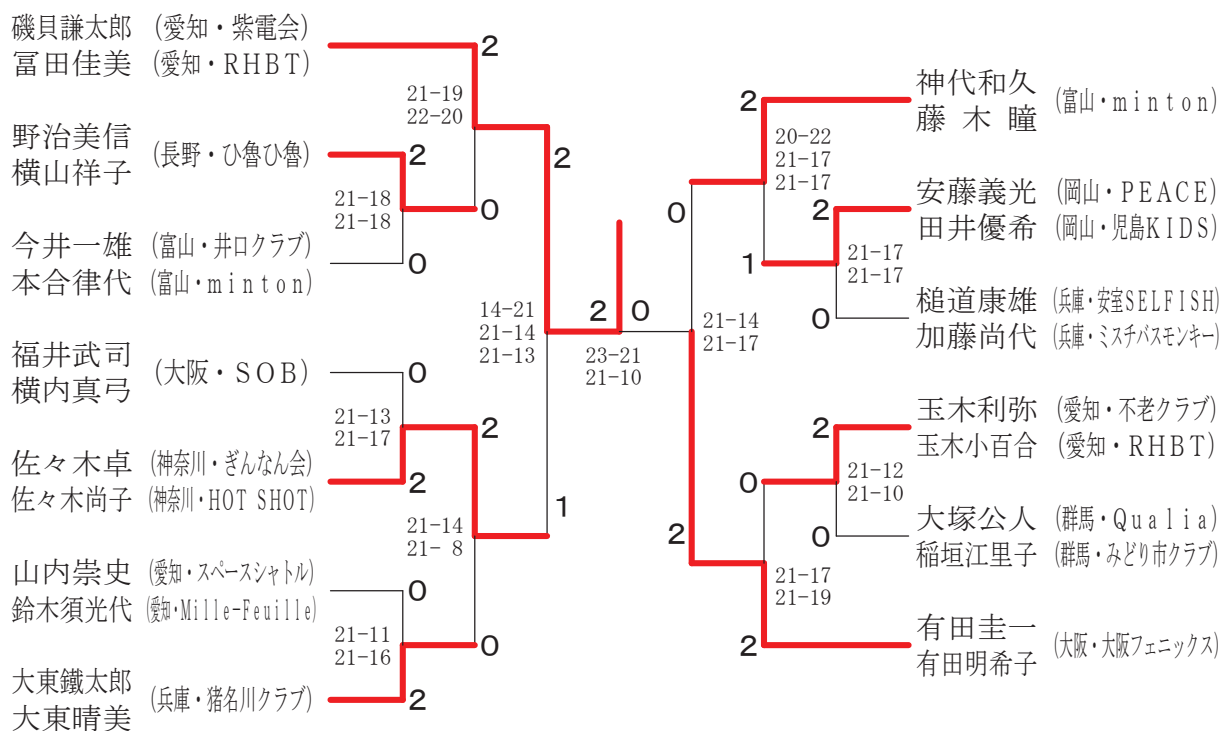 磯貝謙太郎 (愛知・紫電会)
冨田佳美 (愛知・RHBT)
2
21-19
22-20
野治美信
横山祥子
(長野・ひ魯ひ魯)
2
21-18
21-18
0
今井一雄 (富山・井口クラブ)
本合律代 (富山・minton)
0
2
14-21
21-14
21-13
福井武司
横内真弓
(大阪・SOB)
0
21-13
21-17
2
佐々木卓 (神奈川・ぎんなん会)
佐々木尚子 (神奈川・HOT SHOT)
2
21-14
21- 8
1
山内崇史 (愛知・スペースシャトル)
鈴木須光代 (愛知・Mille-Feuille)
0
21-11
21-16
0
大東鐵太郎
大東晴美
(兵庫・猪名川クラブ)
2
2 0
23-21
21-10
2
神代和久
藤木瞳
(富山・minton)
20-22
21-17
21-17
0
2
安藤義光 (岡山・PEACE)
田井優希 (岡山・児島KIDS)
1
21-17
21-17
0
槌道康雄 (兵庫・安室SELFISH)
加藤尚代 (兵庫・ミスチバスモンキー)
21-14
21-17
2
玉木利弥 (愛知・不老クラブ)
玉木小百合 (愛知・RHBT)
0
21-12
21-10
0
大塚公人 (群馬・Qualia)
稲垣江里子 (群馬・みどり市クラブ)
2
21-17
21-19
2
有田圭一
有田明希子
(大阪・大阪フェニックス)